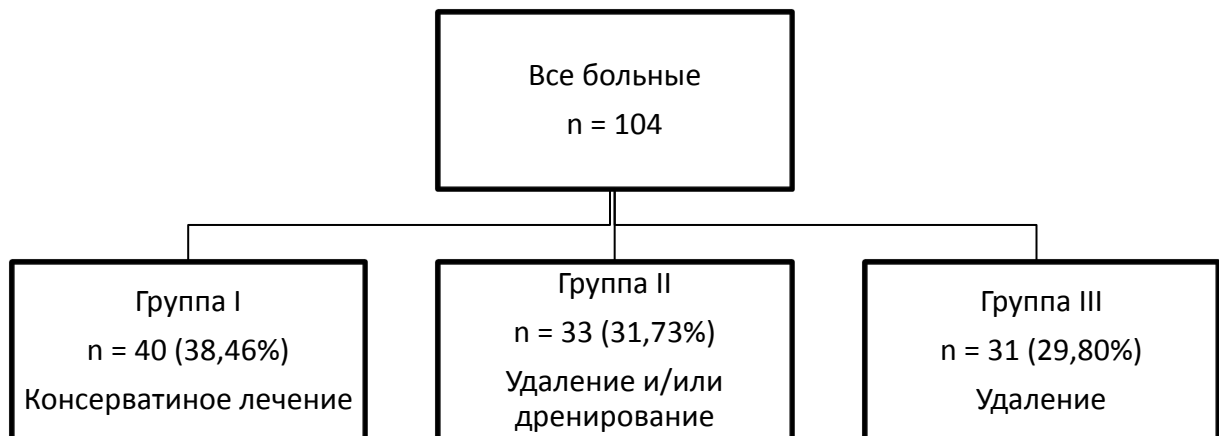 Все больные
n = 104
Группа I
n = 40 (38,46%)
Консерватиное лечение
Группа II
n = 33 (31,73%)
Удаление и/или
дренирование
Группа III
n = 31 (29,80%)
Удаление